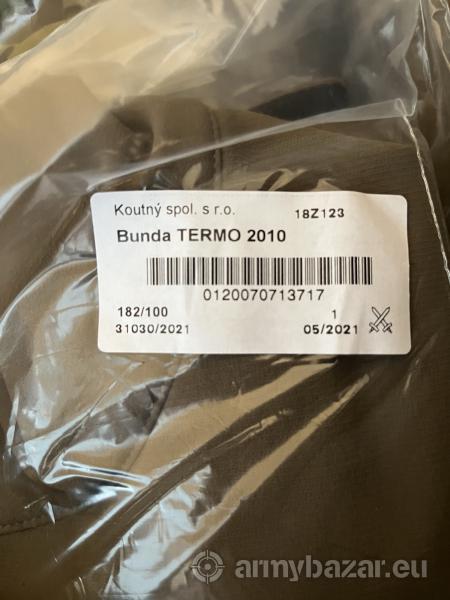 Koutný spol. s r.o. 18Z123
Bunda TERMO 2010
0120070713717
182/100 1
31030/2021 05/2021
armybazar.eu